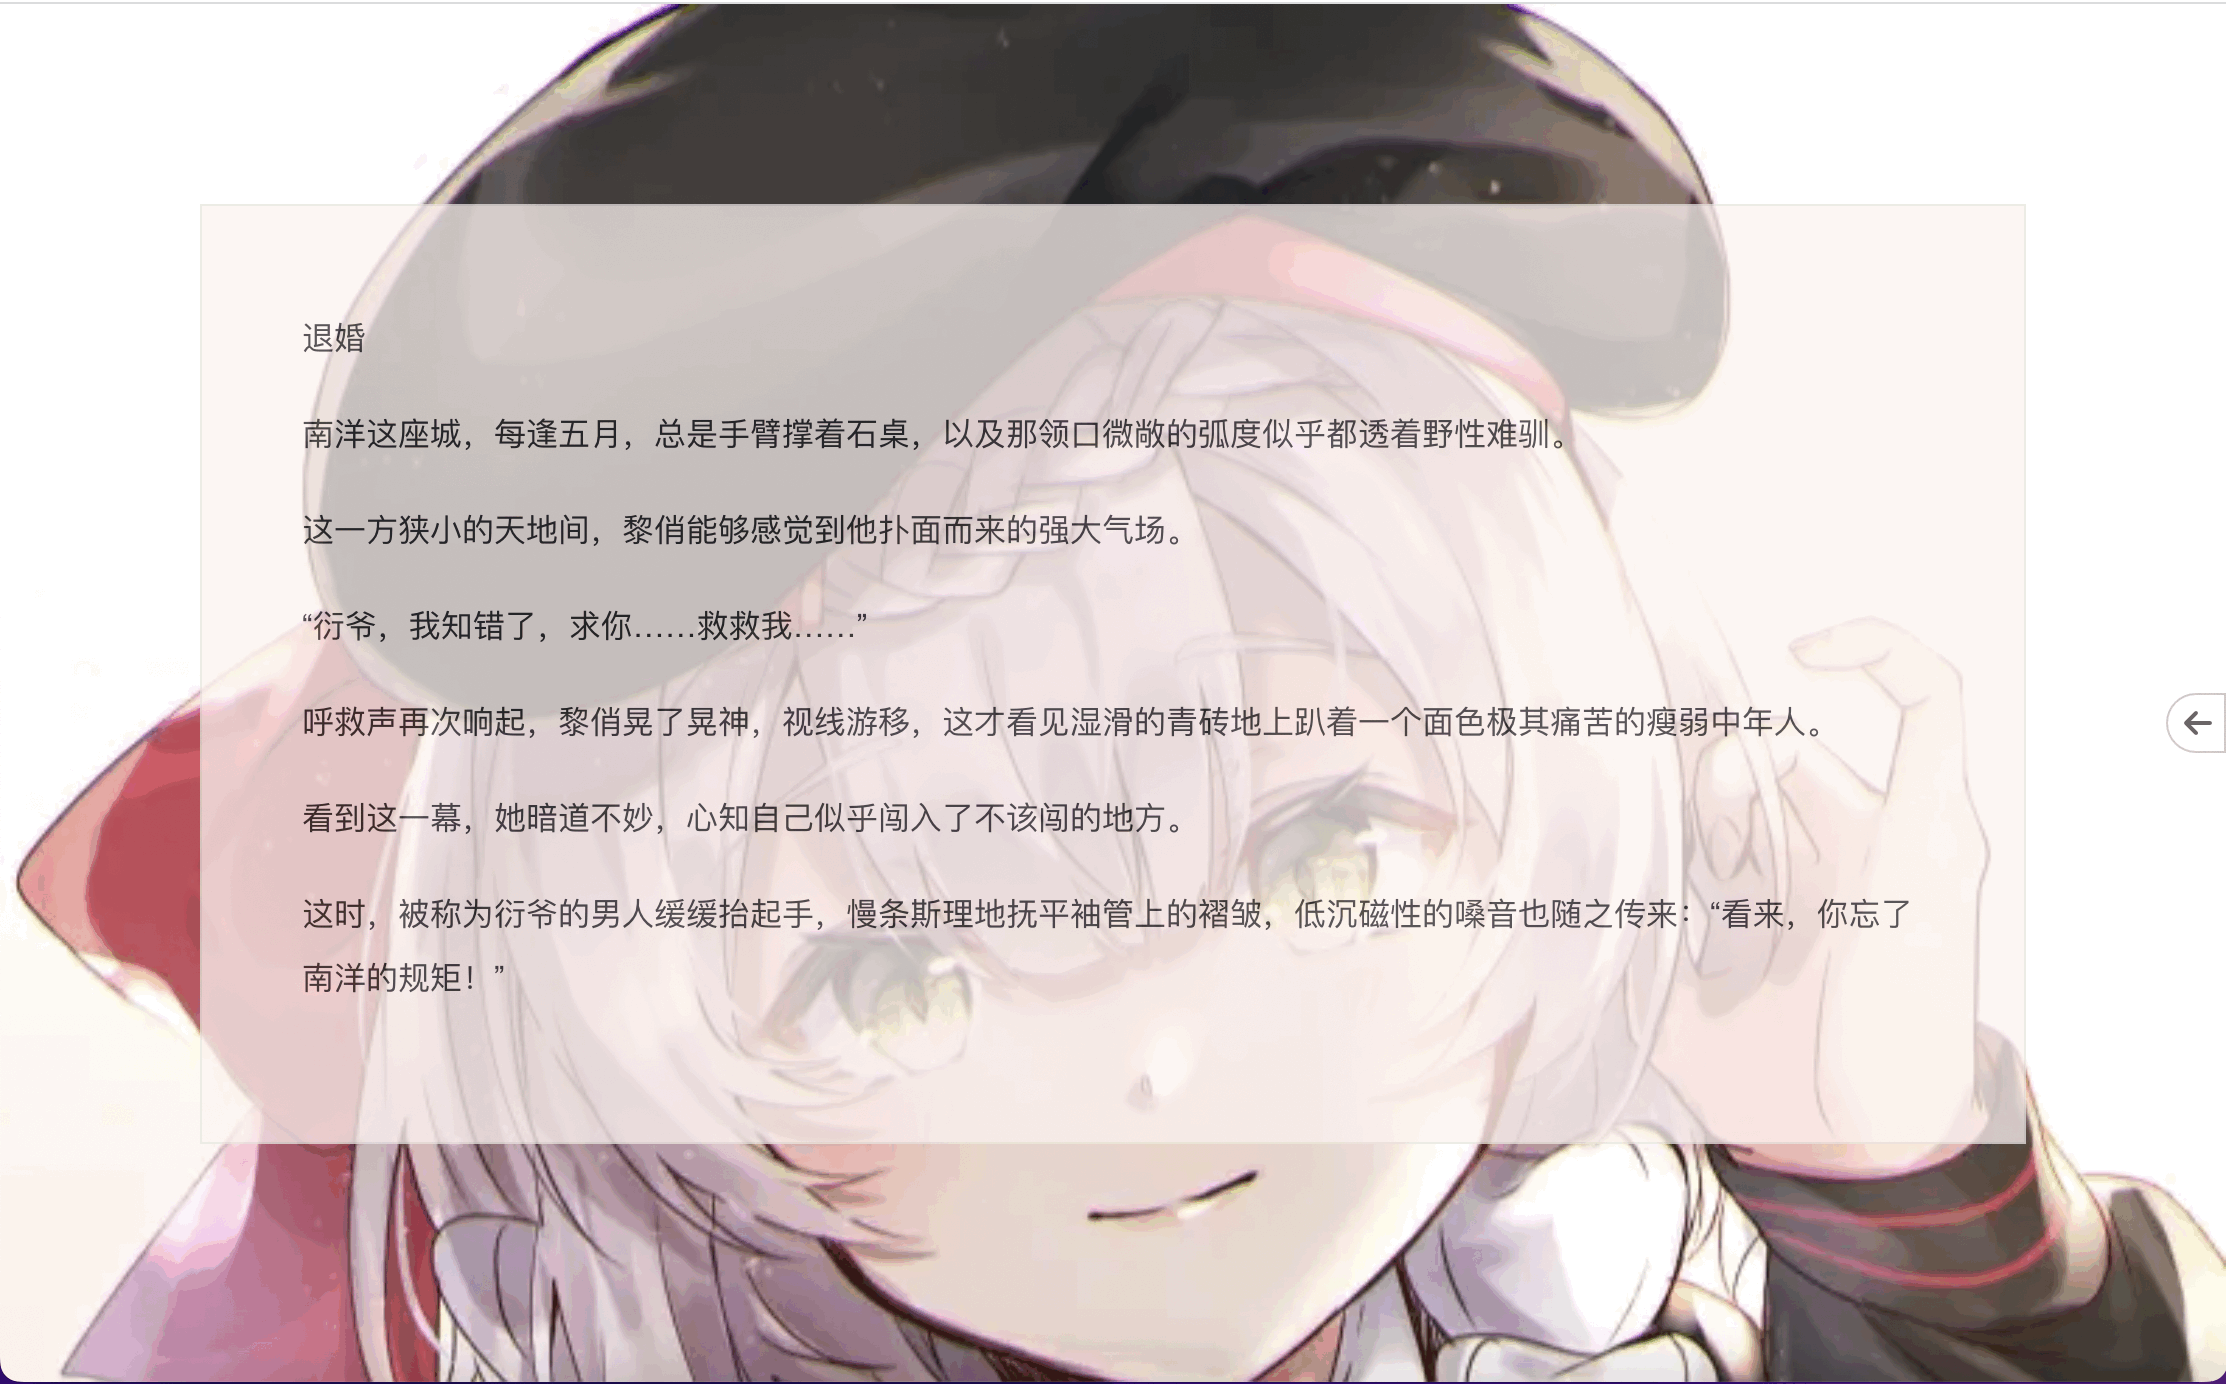 退婚
南洋这座城，每逢五月，总是手臂撑着石桌，以及那领口微敞的弧度似乎都透着野性难驯。
这一方狭小的天地间，黎俏能够感觉到他扑面而来的强大气场。
“衍爷，我知错了，求你……救救我……”
呼救声再次响起，黎俏晃了晃神，视线游移，这才看见湿滑的青砖地上趴着一个面色极其痛苦的瘦弱中年人。
看到这一幕，她暗道不妙，心知自己似乎闯入了不该闯的地方。
这时，被称为衍爷的男人缓缓抬起手，慢条斯理地抚平袖管上的褶皱，低沉磁性的嗓音也随之传来：“看来，你忘了
南洋的规矩！”